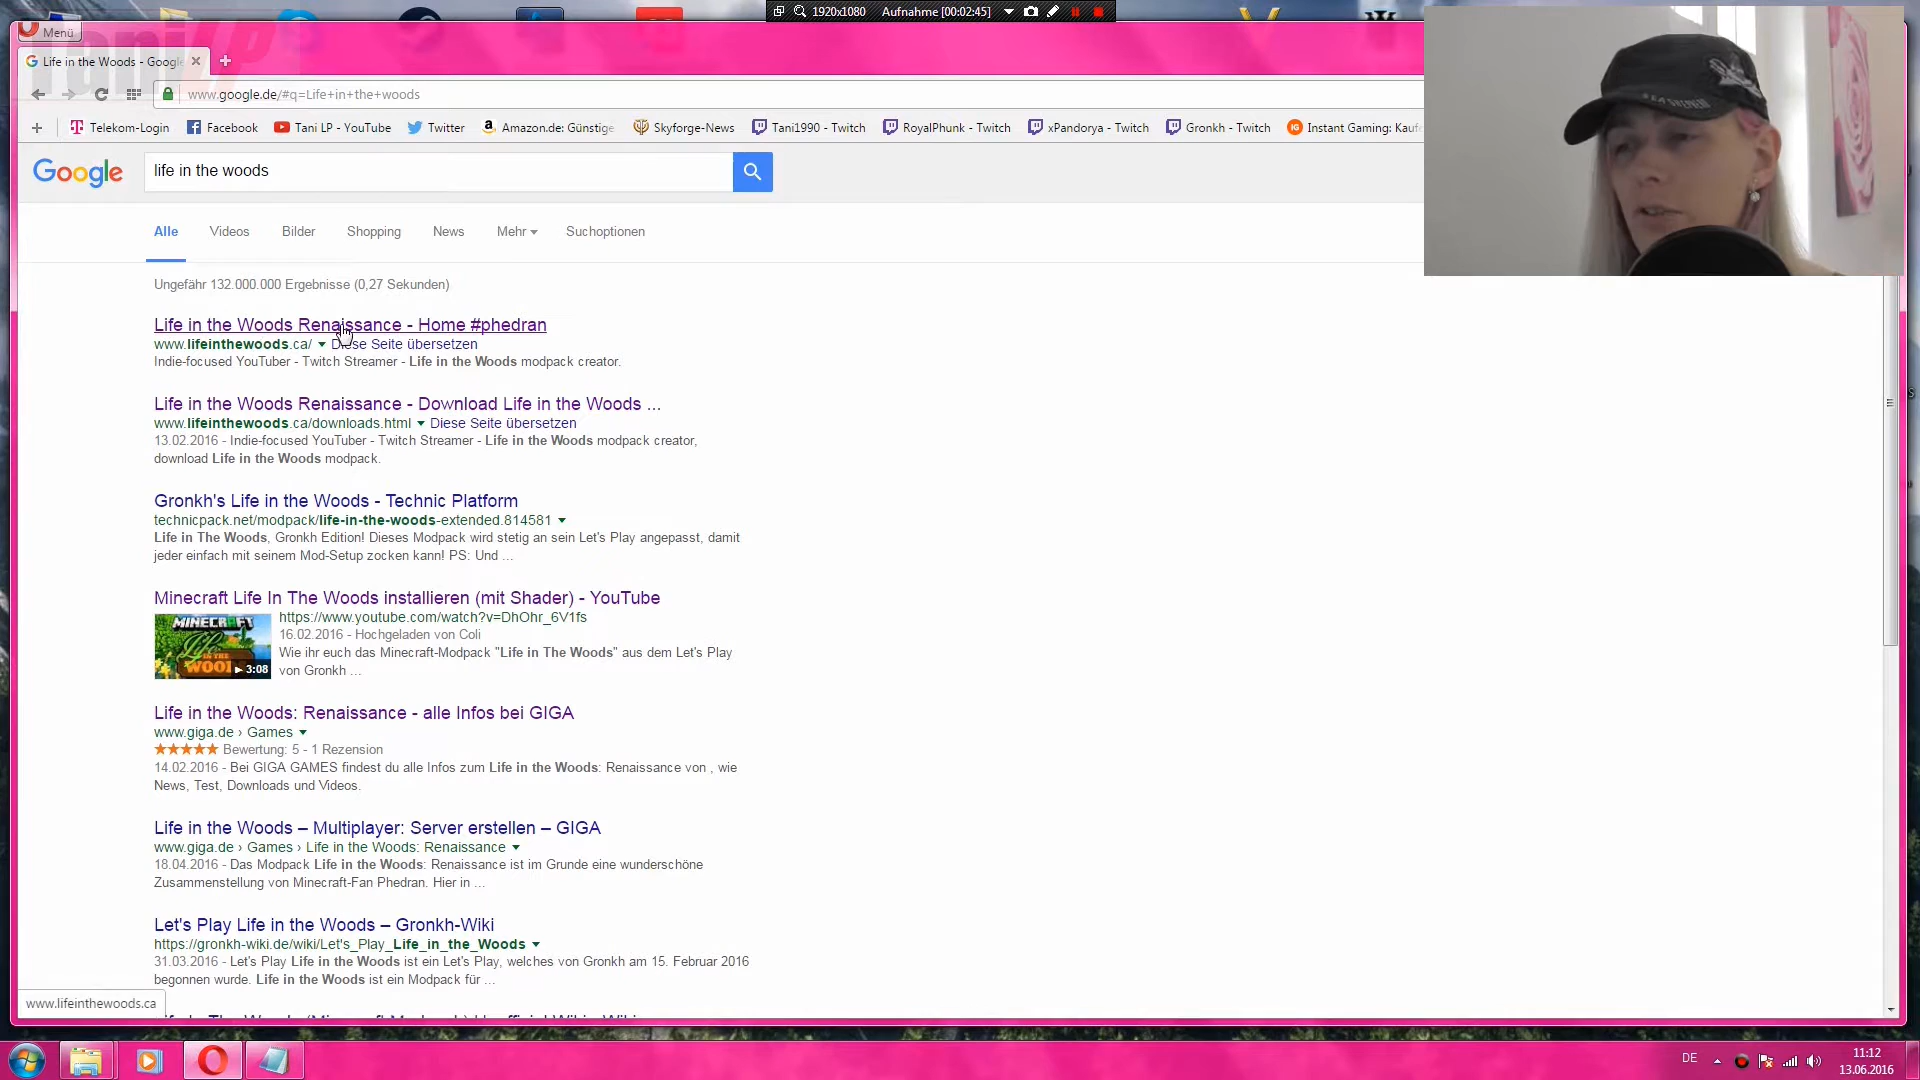 1920x1080 Aufnahme [00:02:45]
Menü
TaniLP
Life in the Woods - Google
www.google.de/#q=Life+in+the+woods
Telekom-Login Facebook Tani LP - YouTube Twitter Amazon.de: Günstige Skyforge-News Tani1990 - Twitch RoyalPhunk - Twitch xPandorya - Twitch Gronkh - Twitch Instant Gaming: Kauf
Google life in the woods
Alle Videos Bilder Shopping News Mehr Suchoptionen
Ungefähr 132.000.000 Ergebnisse (0,27 Sekunden)
Life in the Woods Renaissance - Home #phedran
www.lifeinthewoods.ca/ Diese Seite übersetzen
Indie-focused YouTuber - Twitch Streamer - Life in the Woods modpack creator.
Life in the Woods Renaissance - Download Life in the Woods ...
www.lifeinthewoods.ca/downloads.html Diese Seite übersetzen
13.02.2016 - Indie-focused YouTuber - Twitch Streamer - Life in the Woods modpack creator,
download Life in the Woods modpack.
Gronkh's Life in the Woods - Technic Platform
technicpack.net/modpack/life-in-the-woods-extended.814581
Life in The Woods, Gronkh Edition! Dieses Modpack wird stetig an sein Let's Play angepasst, damit
jeder einfach mit seinem Mod-Setup zocken kann! PS: Und ...
Minecraft Life In The Woods installieren (mit Shader) - YouTube
MINECRAFT
3:08
https://www.youtube.com/watch?v=DhOhr_6V1fs
16.02.2016 - Hochgeladen von Coli
Wie ihr euch das Minecraft-Modpack "Life in The Woods" aus dem Let's Play
von Gronkh ...
Life in the Woods: Renaissance - alle Infos bei GIGA
www.giga.de › Games
Bewertung: 5 - 1 Rezension
14.02.2016 - Bei GIGA GAMES findest du alle Infos zum Life in the Woods: Renaissance von , wie
News, Test, Downloads und Videos.
Life in the Woods – Multiplayer: Server erstellen – GIGA
www.giga.de › Games › Life in the Woods: Renaissance
18.04.2016 - Das Modpack Life in the Woods: Renaissance ist im Grunde eine wunderschöne
Zusammenstellung von Minecraft-Fan Phedran. Hier in ...
Let's Play Life in the Woods – Gronkh-Wiki
https://gronkh-wiki.de/wiki/Let's_Play_Life_in_the_Woods
31.03.2016 - Let's Play Life in the Woods ist ein Let's Play, welches von Gronkh am 15. Februar 2016
begonnen wurde. Life in the Woods ist ein Modpack für ...
www.lifeinthewoods.ca
DE 11:12
13.06.2016